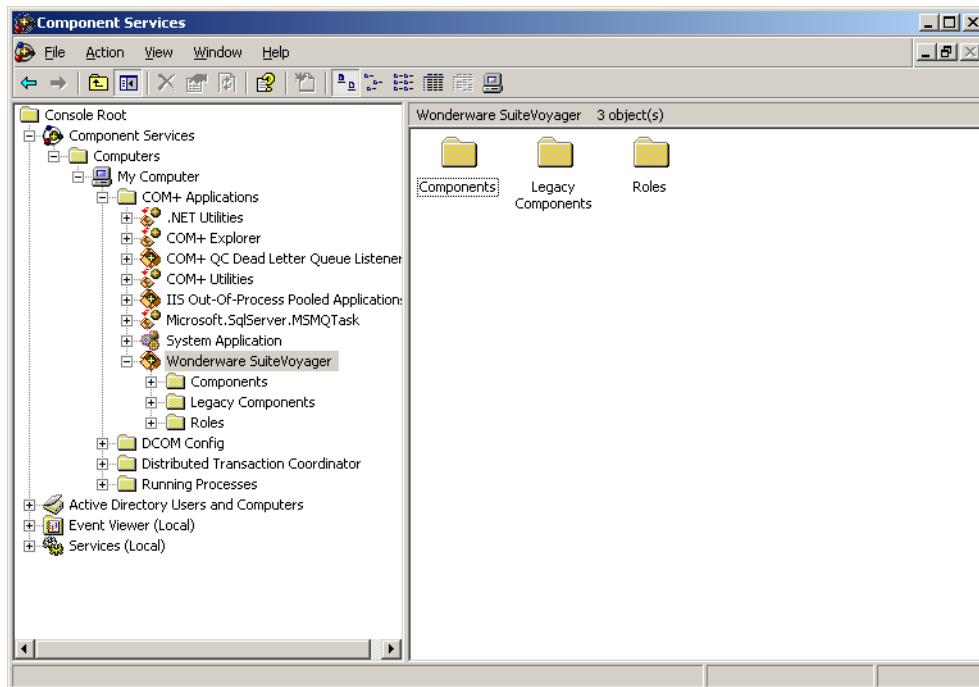 Component Services
File Action View Window Help
Console Root
Component Services
Computers
My Computer
COM+ Applications
.NET Utilities
COM+ Explorer
COM+ QC Dead Letter Queue Listener
COM+ Utilities
IIS Out-Of-Process Pooled Application
Microsoft.SqlServer.MSMQTask
System Application
Wonderware SuiteVoyager
Components
Legacy Components
Roles
DCOM Config
Distributed Transaction Coordinator
Running Processes
Active Directory Users and Computers
Event Viewer (Local)
Services (Local)
Wonderware SuiteVoyager 3 object(s)
Components
Legacy
Components
Roles